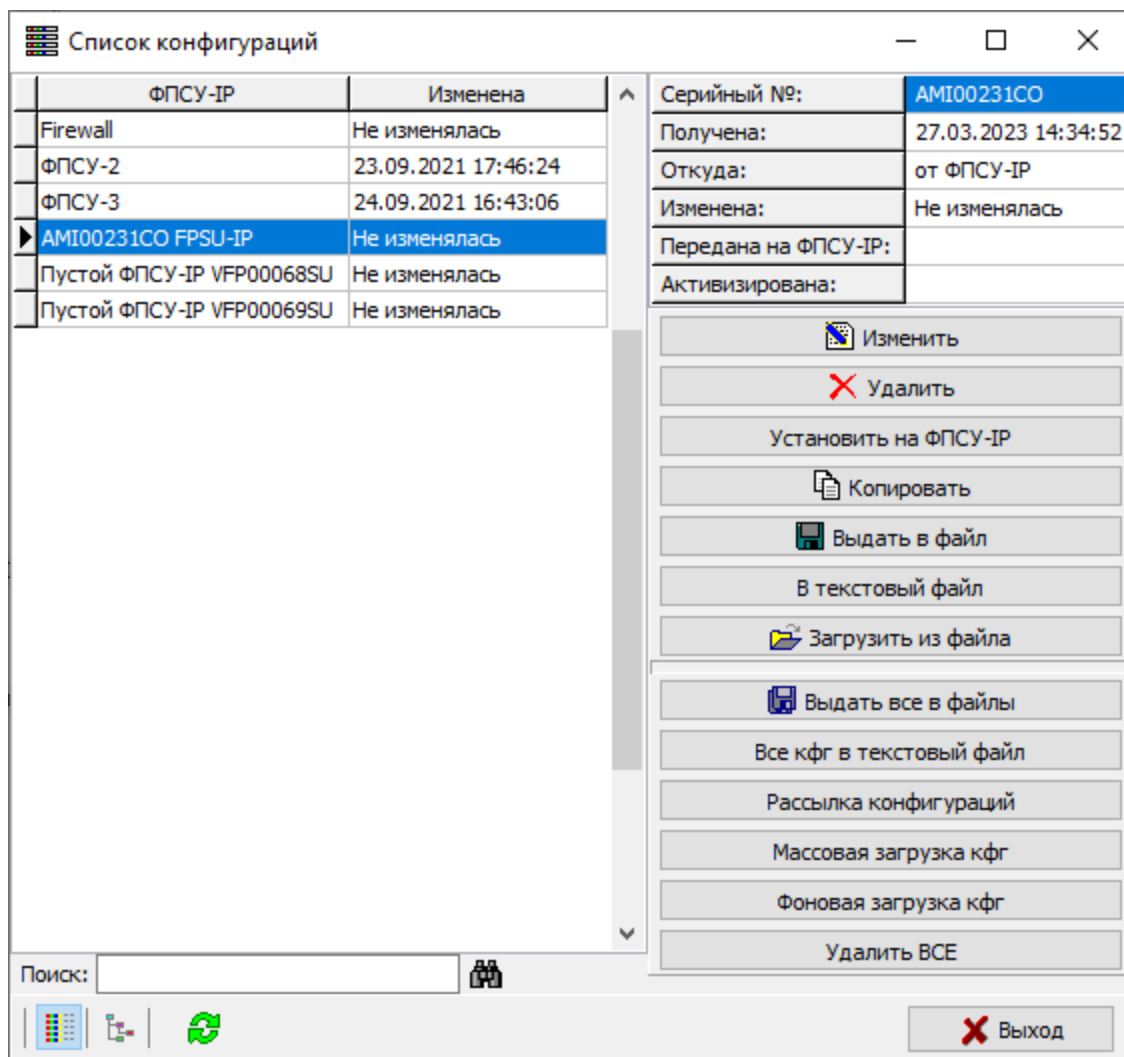 Список конфигураций
ФПСУ-IP Изменена
Firewall Не изменялась
ФПСУ-2 23.09.2021 17:46:24
ФПСУ-3 24.09.2021 16:43:06
AMI00231CO FPSU-IP Не изменялась
Пустой ФПСУ-IP VFP00068SU Не изменялась
Пустой ФПСУ-IP VFP00069SU Не изменялась
Серийный №: AMI00231CO
Получена: 27.03.2023 14:34:52
Откуда: от ФПСУ-IP
Изменена: Не изменялась
Передана на ФПСУ-IP:
Активизирована:
Изменить
Удалить
Установить на ФПСУ-IP
Копировать
Выдать в файл
В текстовый файл
Загрузить из файла
Выдать все в файлы
Все кфг в текстовый файл
Рассылка конфигураций
Массовая загрузка кфг
Фоновая загрузка кфг
Удалить ВСЕ
Поиск:
Выход